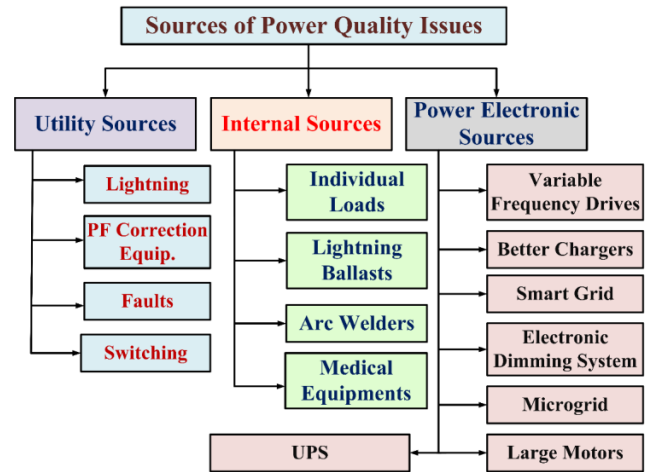 Sources of Power Quality Issues
Utility Sources
Lightning
PF Correction
Equip.
Faults
Switching
Internal Sources
Individual
Loads
Lightning
Ballasts
Arc Welders
Medical
Equipments
Power Electronic
Sources
Variable
Frequency Drives
Better Chargers
Smart Grid
Electronic
Dimming System
Microgrid
Large Motors
UPS